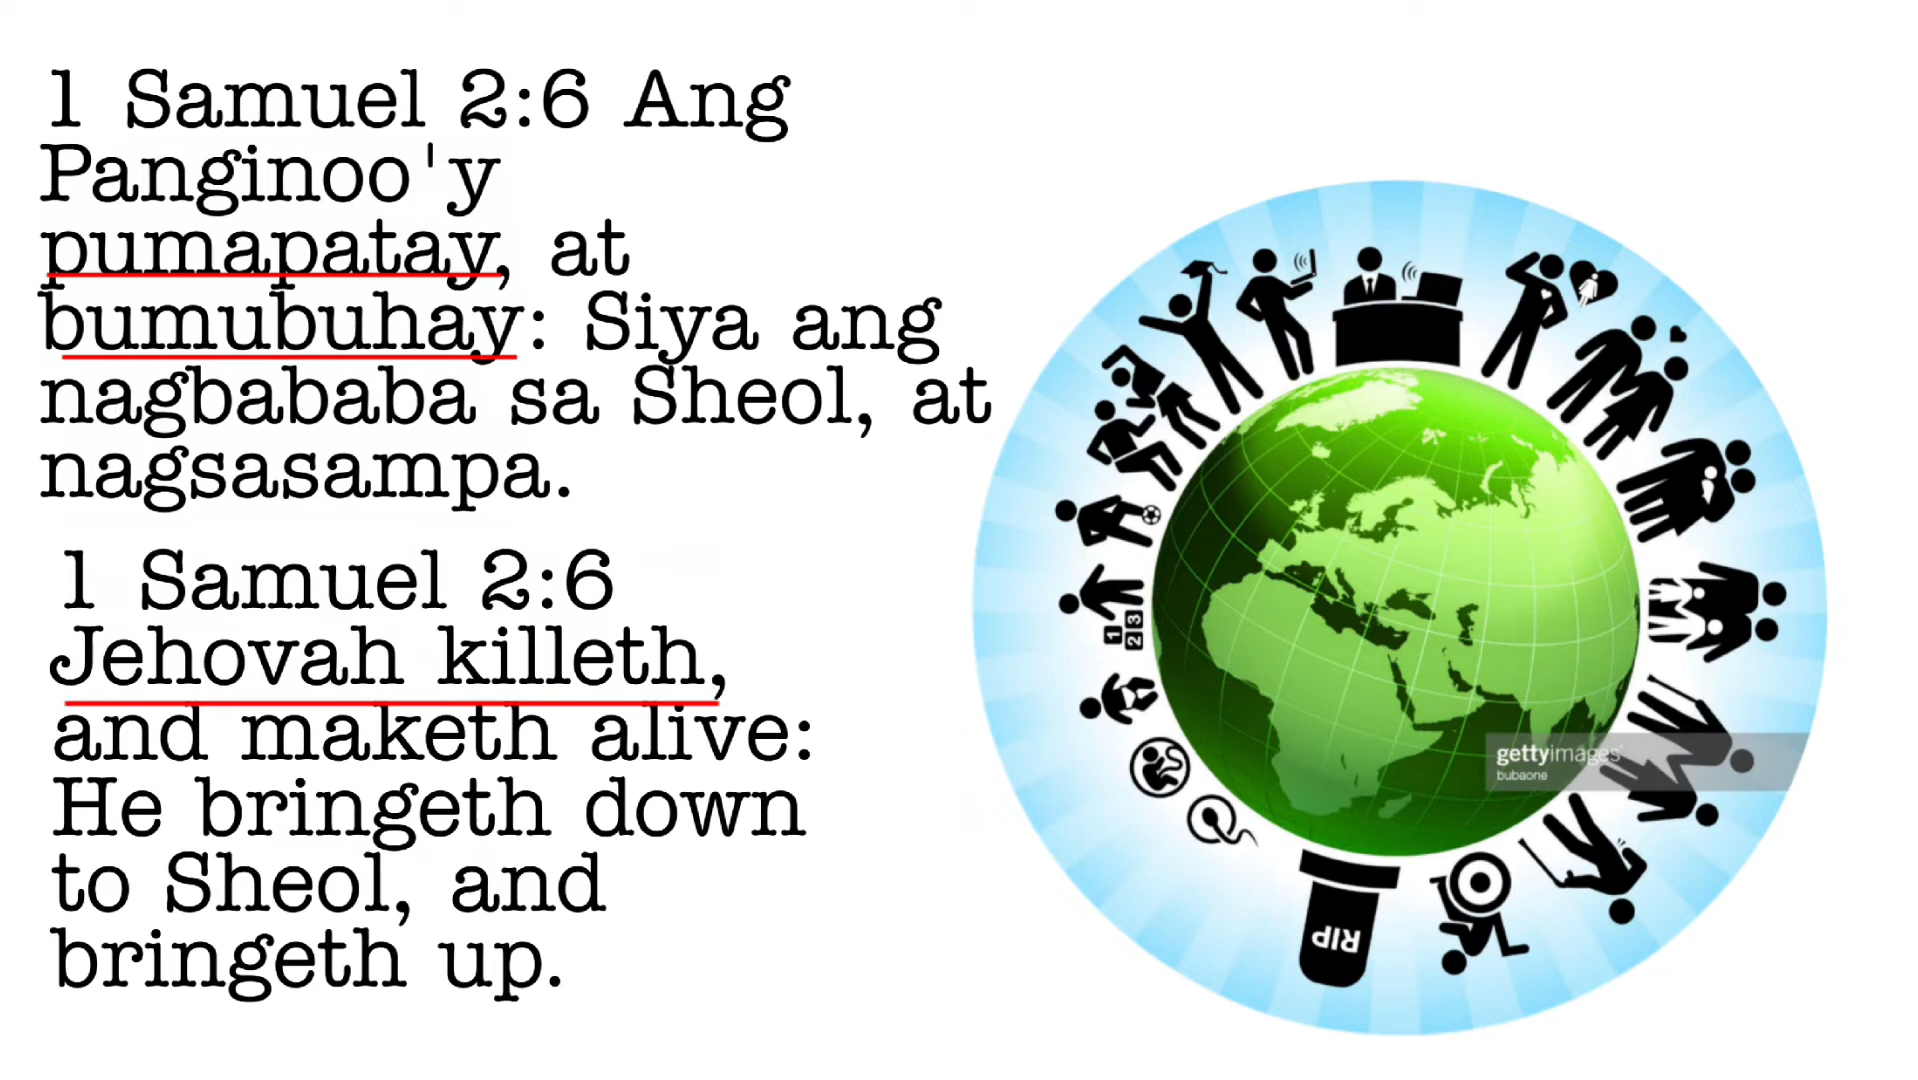 1 Samuel 2:6 Ang
Panginoo'y
pumapatay, at
bumubuhay: Siya ang
nagbababa sa Sheol, at
nagsasampa.
1 Samuel 2:6
Jehovah killeth,
and maketh alive:
He bringeth down
to Sheol, and
bringeth up.
1
2 3
gettyimages
bubaone
RIP